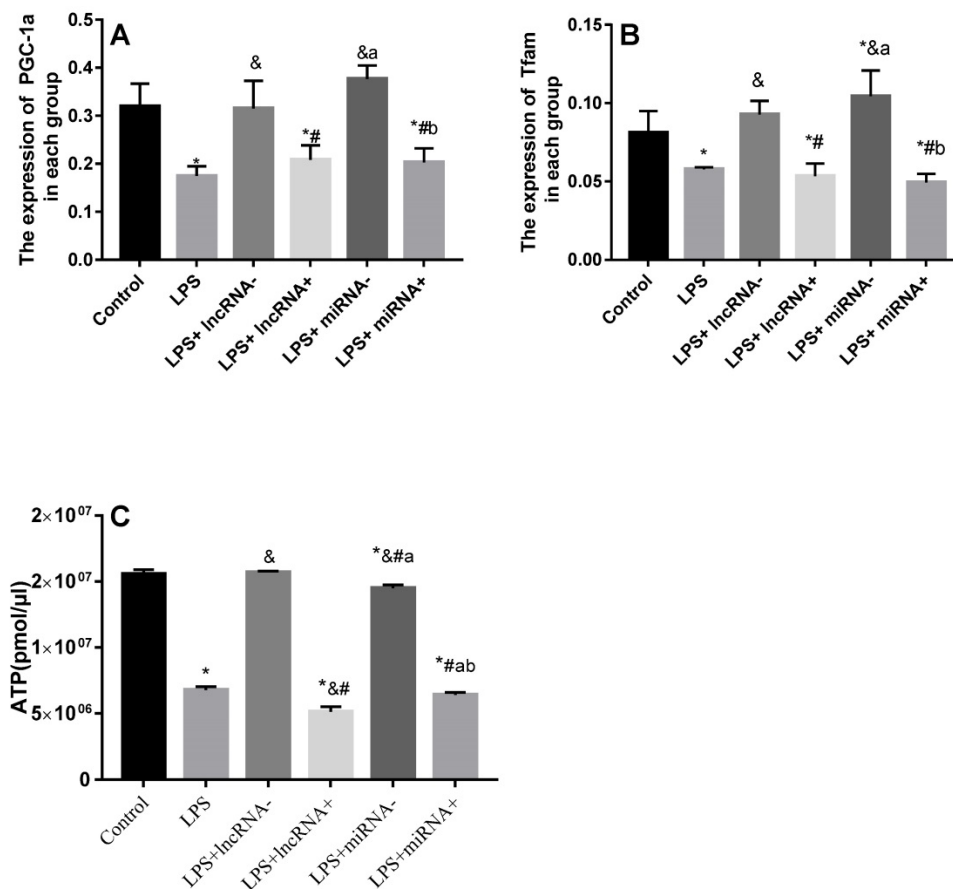 A
The expression of PGC-1a
in each group
0.5
0.4
0.3
0.2
0.1
0.0
*
&
*#
&a
*#b
Control
LPS
LPS+ lncRNA-
LPS+ lncRNA+
LPS+ miRNA-
LPS+ miRNA+
B
The expression of Tfam
in each group
0.15
0.10
0.05
0.00
*
&
*#
*&a
*#b
Control
LPS
LPS+ lncRNA-
LPS+ lncRNA+
LPS+ miRNA-
LPS+ miRNA+
C
ATP(pmol/µl)
2×10⁰⁷
2×10⁰⁷
1×10⁰⁷
5×10⁰⁶
0
*
&
*&#
*&#a
*#ab
Control
LPS
LPS+lncRNA-
LPS+lncRNA+
LPS+miRNA-
LPS+miRNA+